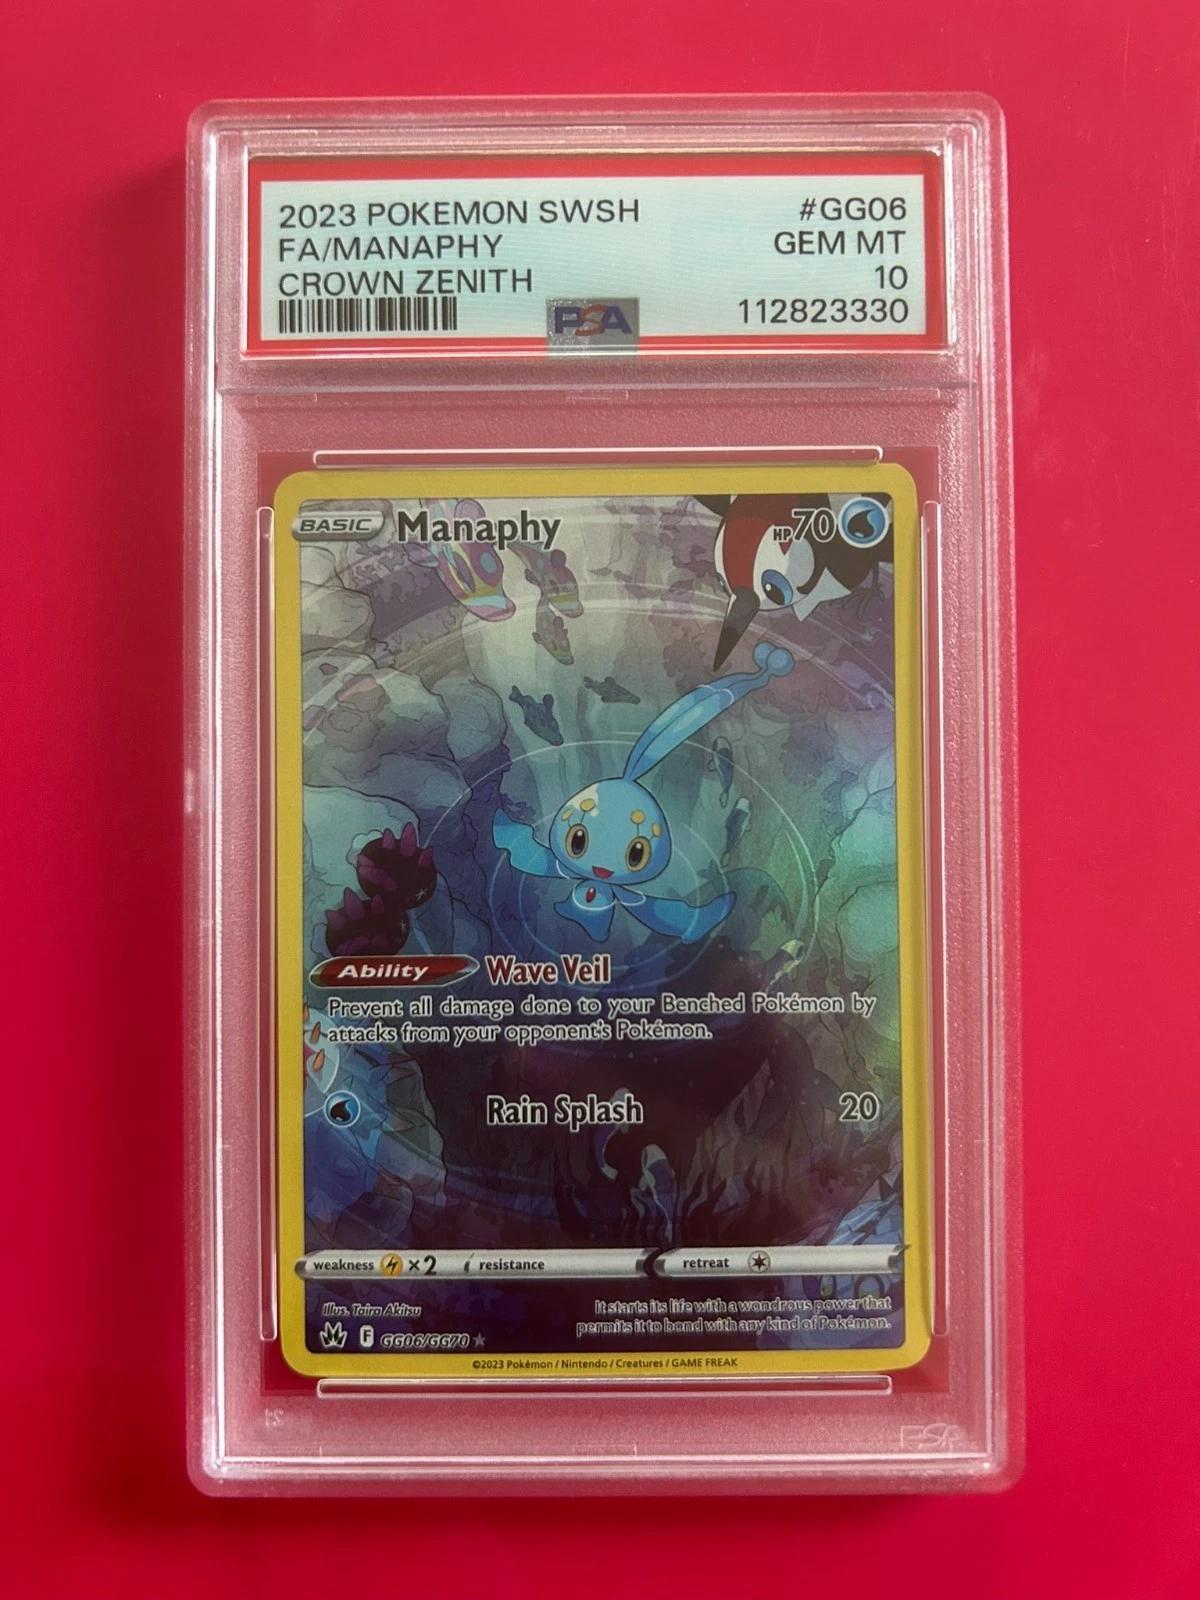 2023 POKEMON SWSH #GG06
FA/MANAPHY GEM MT
CROWN ZENITH 10
PSA 112823330
BASIC Manaphy HP 70
Ability Wave Veil
Prevent all damage done to your Benched Pokémon by
attacks from your opponent's Pokémon.
Rain Splash 20
weakness ×2 resistance retreat
Illus. Taira Akitsu
It starts its life with a wondrous power that
permits it to bond with any kind of Pokémon.
F GG06/GG70
©2023 Pokémon / Nintendo / Creatures / GAME FREAK
PSA